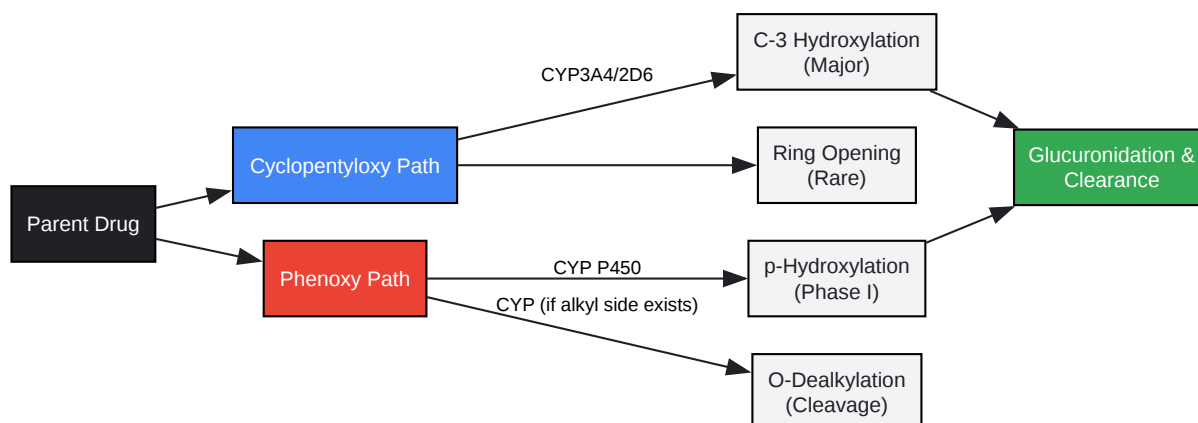 Parent Drug
Cyclopentyloxy Path
Phenoxy Path
CYP3A4/2D6
CYP P450
CYP (if alkyl side exists)
C-3 Hydroxylation
(Major)
Ring Opening
(Rare)
p-Hydroxylation
(Phase I)
O-Dealkylation
(Cleavage)
Glucuronidation &
Clearance